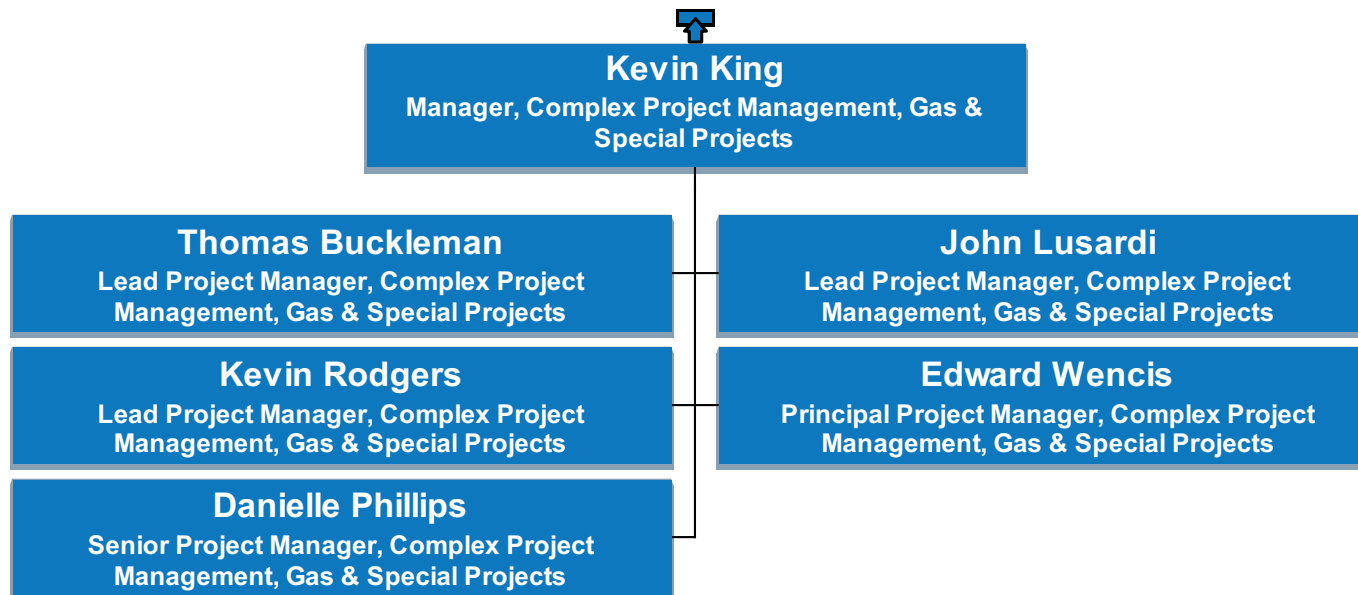 Kevin King
Manager, Complex Project Management, Gas &
Special Projects
Thomas Buckleman
Lead Project Manager, Complex Project
Management, Gas & Special Projects
John Lusardi
Lead Project Manager, Complex Project
Management, Gas & Special Projects
Kevin Rodgers
Lead Project Manager, Complex Project
Management, Gas & Special Projects
Edward Wencis
Principal Project Manager, Complex Project
Management, Gas & Special Projects
Danielle Phillips
Senior Project Manager, Complex Project
Management, Gas & Special Projects